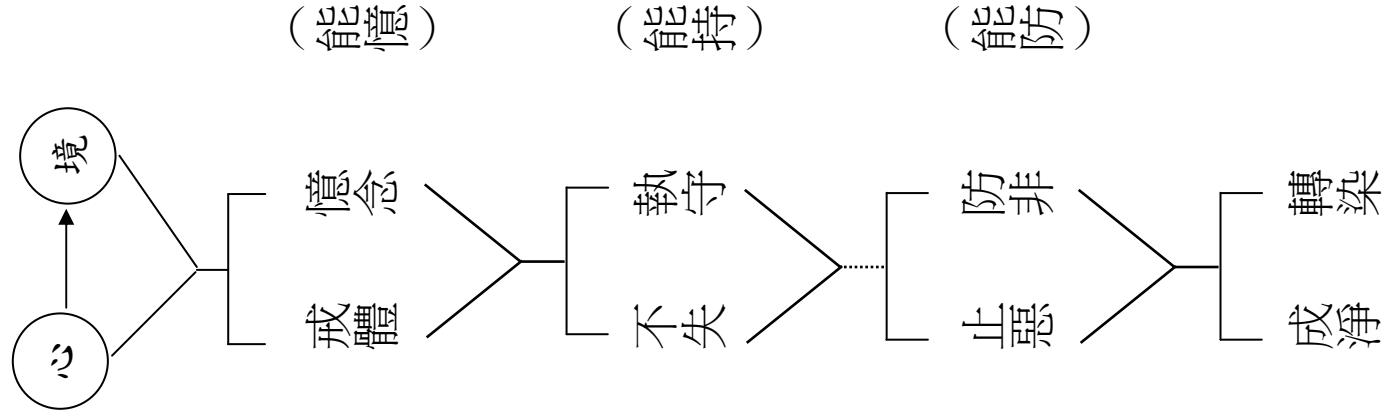 心
境
（能憶）
憶念
戒體
（能持）
執守
不失
（能防）
防非
止惡
轉染
成淨